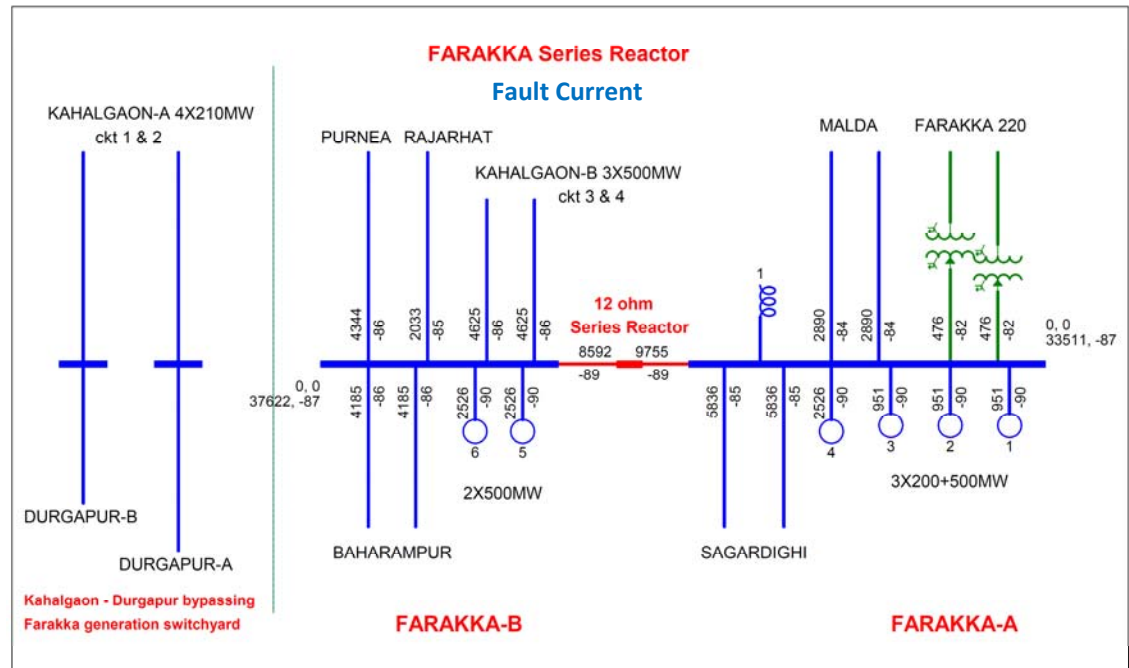 FARAKKA Series Reactor
Fault Current
KAHALGAON-A 4X210MW
ckt 1 & 2
PURNEA
RAJARHAT
KAHALGAON-B 3X500MW
ckt 3 & 4
MALDA
FARAKKA 220
4344
-86
2033
-85
4625
-86
4625
-86
12 ohm
Series Reactor
8592
-89
9755
-89
1
2890
-84
2890
-84
476
-82
476
-82
0, 0
33511, -87
0, 0
37622, -87
4185
-86
4185
-86
2526
-90
2526
-90
6
5
2X500MW
5836
-85
5836
-85
2526
-90
951
-90
951
-90
951
-90
4
3
2
1
3X200+500MW
DURGAPUR-B
DURGAPUR-A
BAHARAMPUR
SAGARDIGHI
Kahalgaon - Durgapur bypassing
Farakka generation switchyard
FARAKKA-B
FARAKKA-A